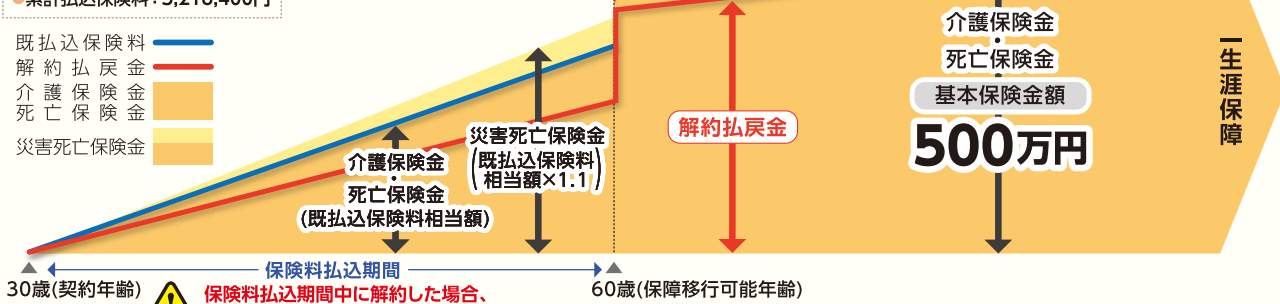 既払込保険料
解約払戻金
介護保険金
死亡保険金
災害死亡保険金
介護保険金
・
死亡保険金
(既払込保険料相当額)
災害死亡保険金
(既払込保険料
相当額×1.1)
解約払戻金
介護保険金
・
死亡保険金
基本保険金額
500万円
一生涯保障
保険料払込期間
30歳(契約年齢)
60歳(保障移行可能年齢)
保険料払込期間中に解約した場合、